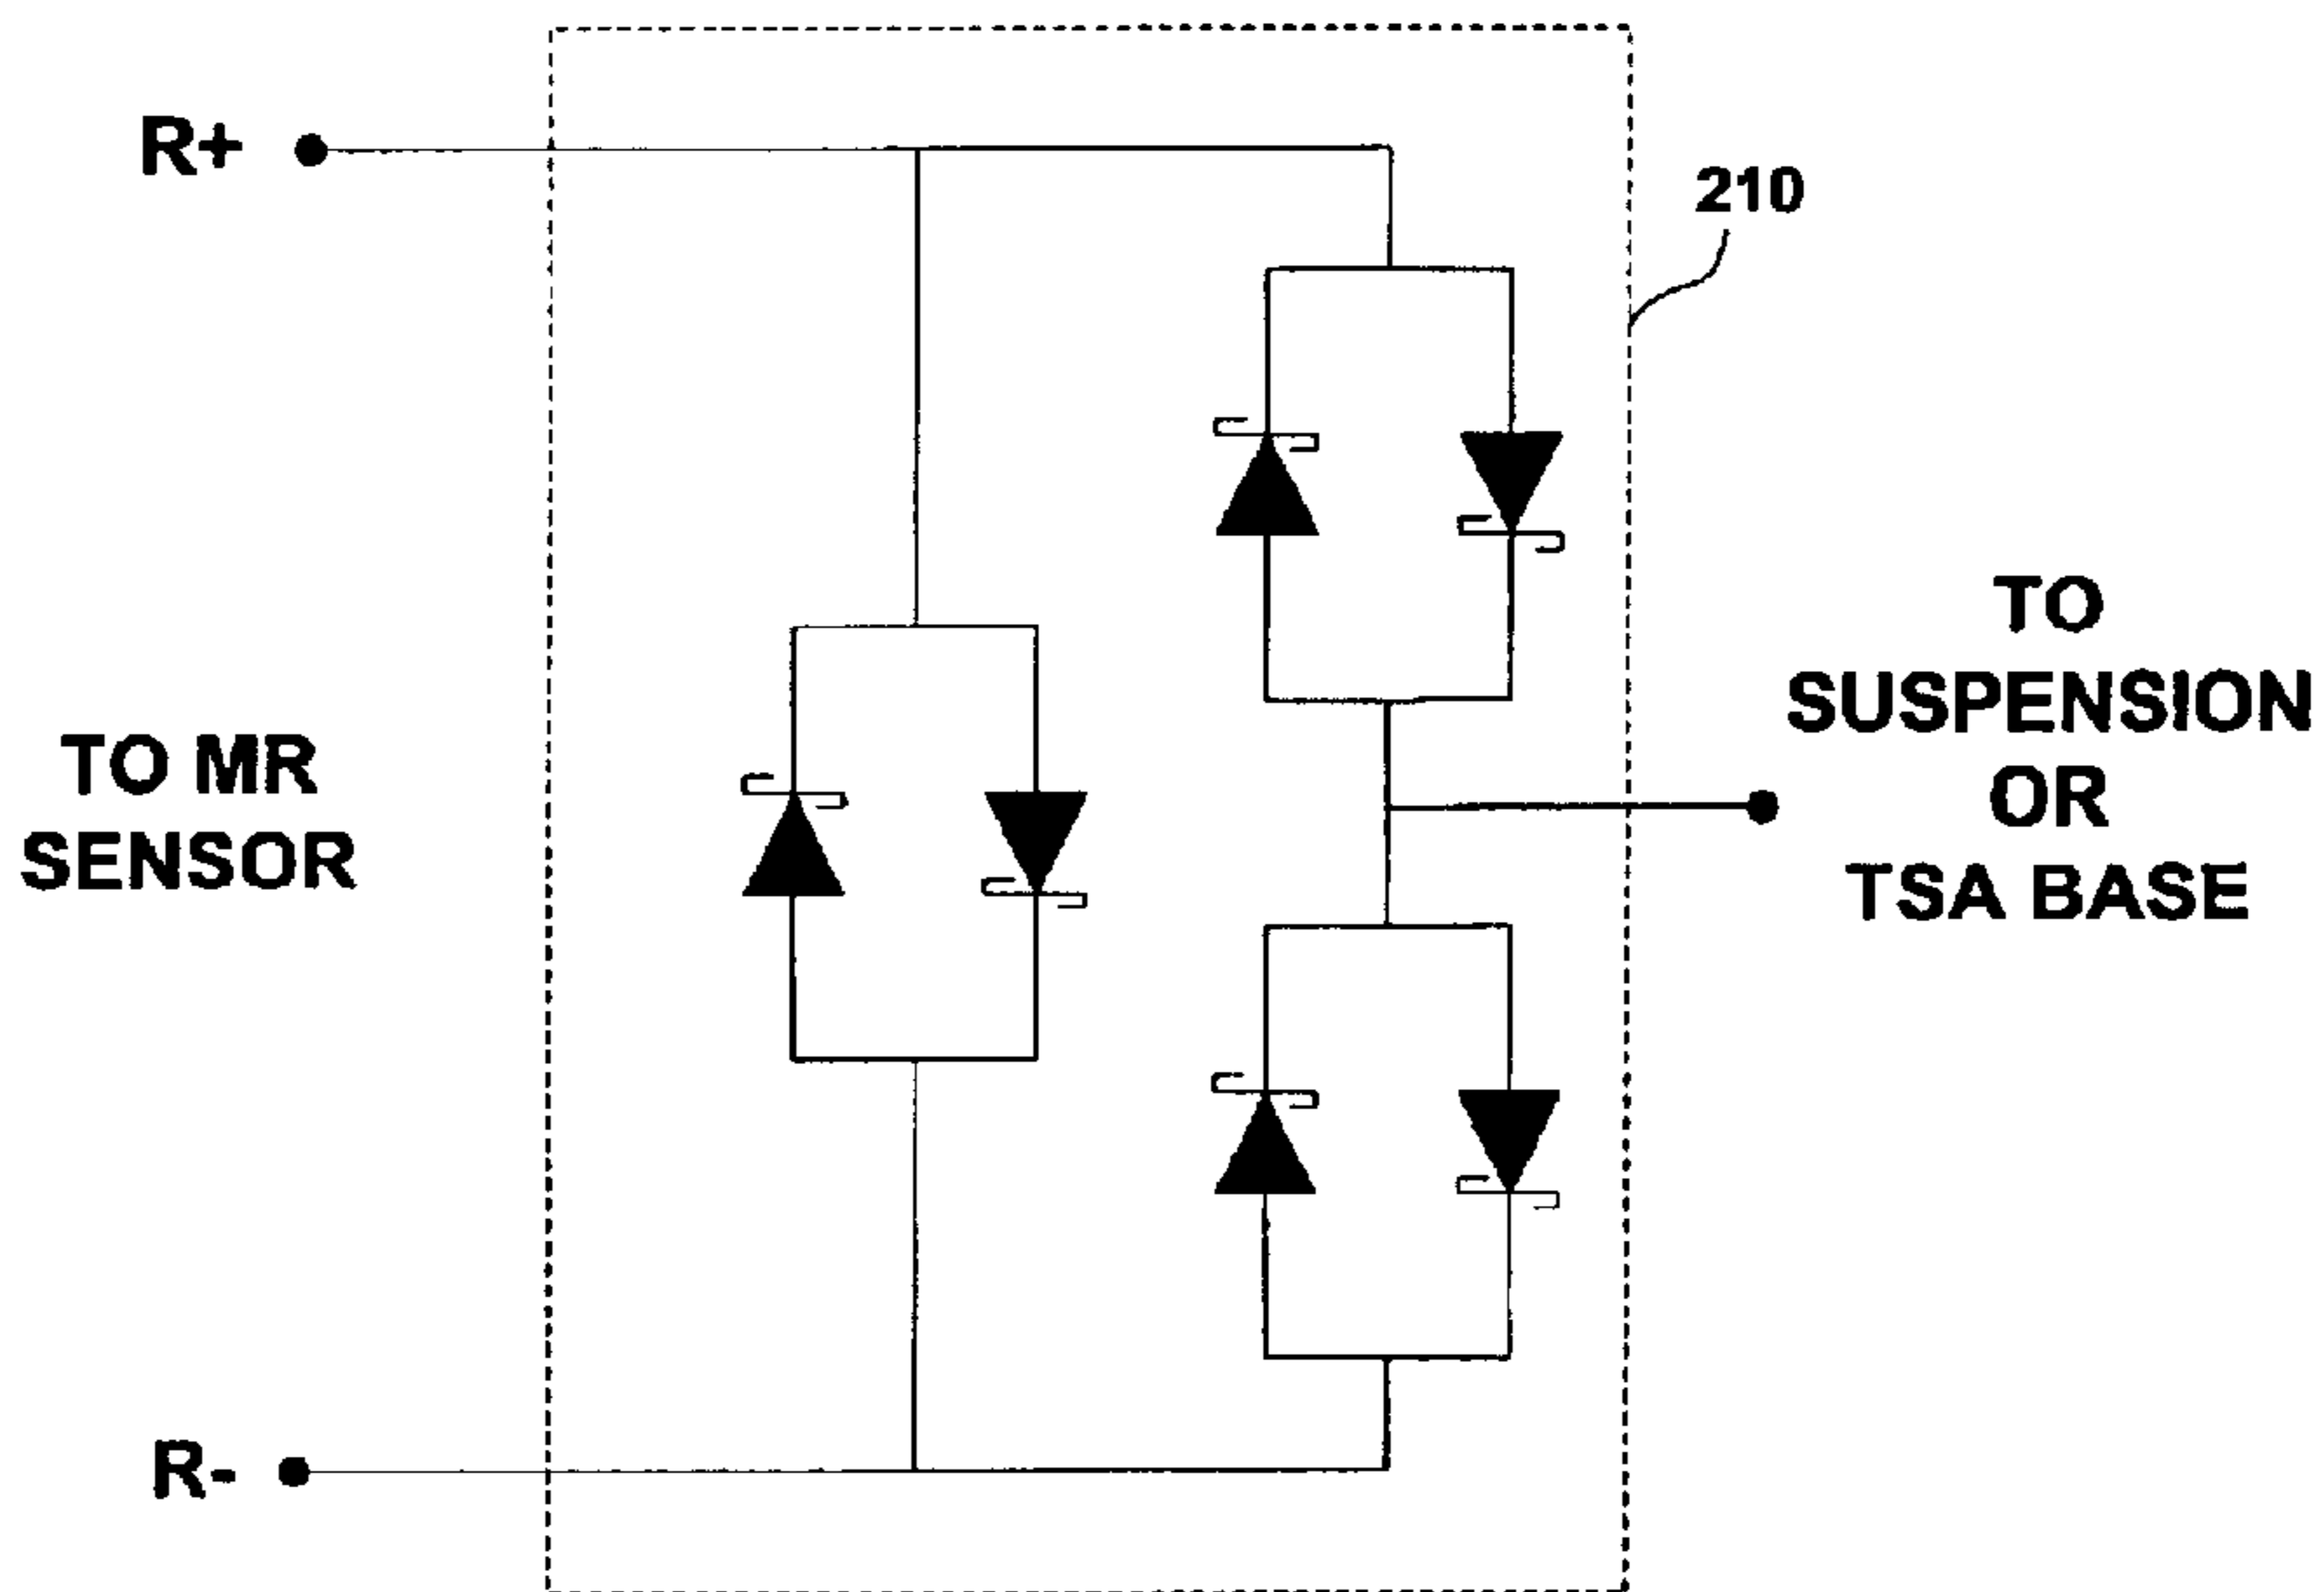 R+
210
TO MR
SENSOR
TO
SUSPENSION
OR
TSA BASE
R-